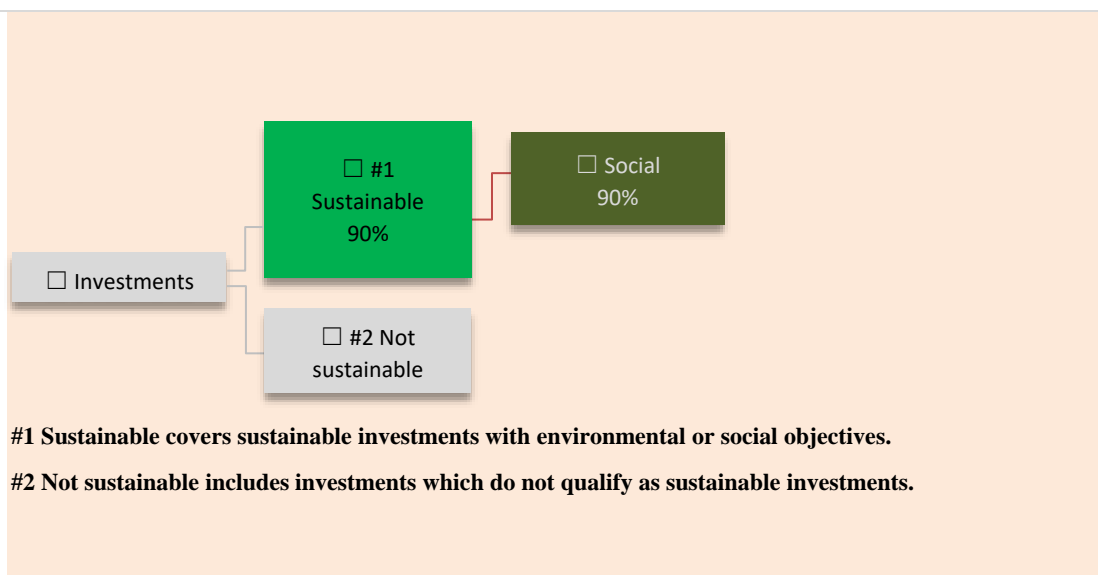 ☐ #1
Sustainable
90%
☐ Social
90%
☐ Investments
☐ #2 Not
sustainable
#1 Sustainable covers sustainable investments with environmental or social objectives.
#2 Not sustainable includes investments which do not qualify as sustainable investments.